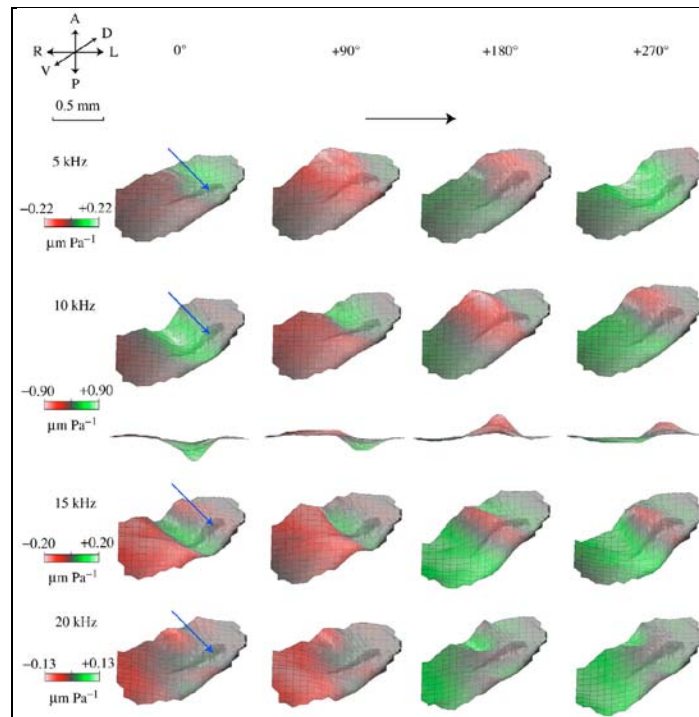 A
D
R
L
V
P
0° +90° +180° +270°
0.5 mm
5 kHz
−0.22 +0.22
µm Pa⁻¹
10 kHz
−0.90 +0.90
µm Pa⁻¹
15 kHz
−0.20 +0.20
µm Pa⁻¹
20 kHz
−0.13 +0.13
µm Pa⁻¹